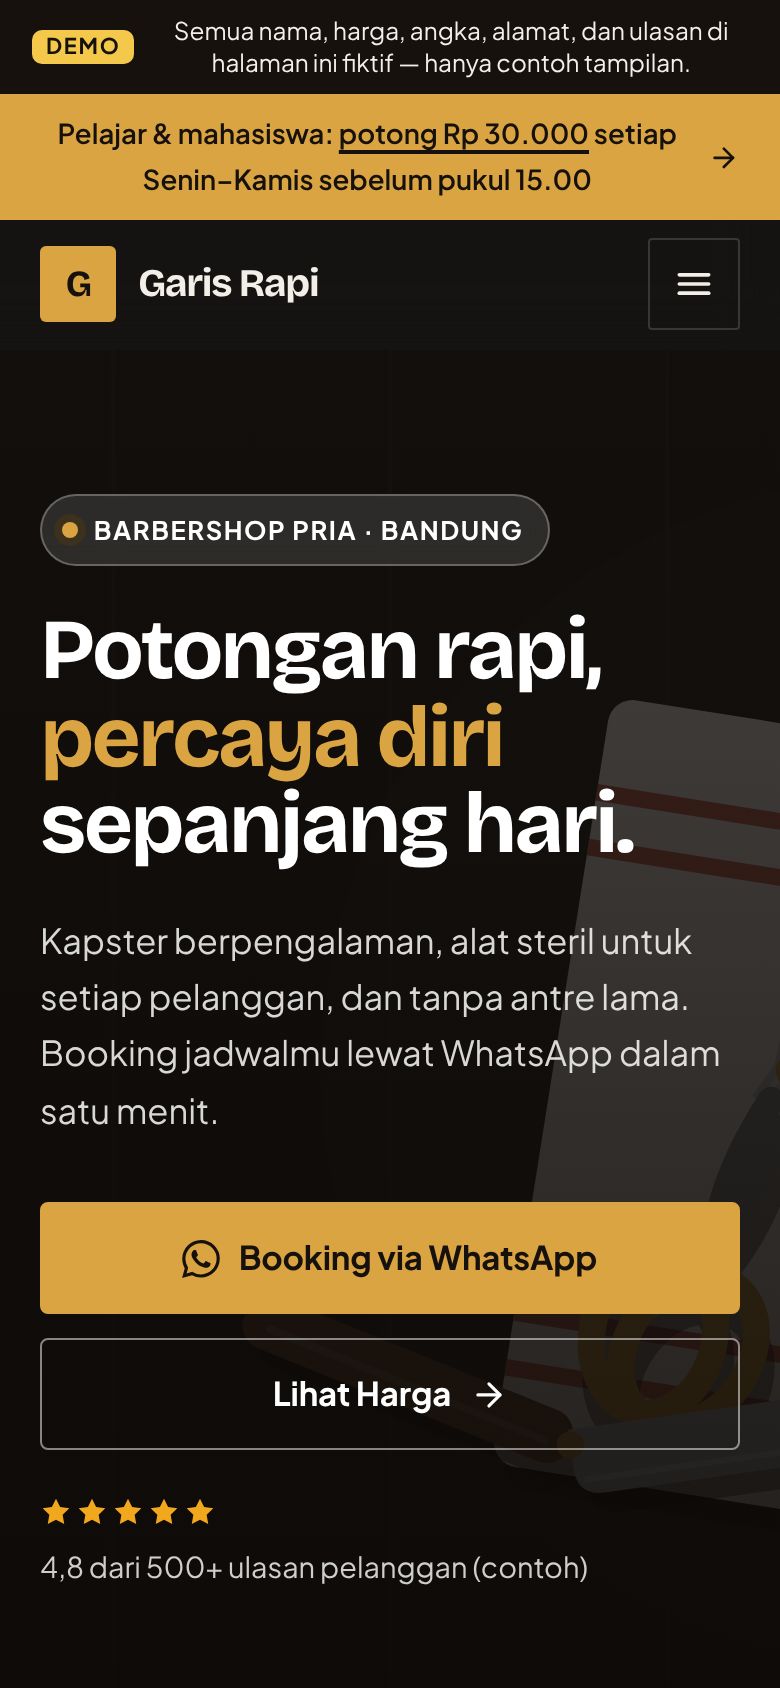 DEMO
Semua nama, harga, angka, alamat, dan ulasan di
halaman ini fiktif — hanya contoh tampilan.
Pelajar & mahasiswa: potong Rp 30.000 setiap
Senin–Kamis sebelum pukul 15.00
G
Garis Rapi
BARBERSHOP PRIA · BANDUNG
Potongan rapi,
percaya diri
sepanjang hari.
Kapster berpengalaman, alat steril untuk
setiap pelanggan, dan tanpa antre lama.
Booking jadwalmu lewat WhatsApp dalam
satu menit.
Booking via WhatsApp
Lihat Harga
4,8 dari 500+ ulasan pelanggan (contoh)